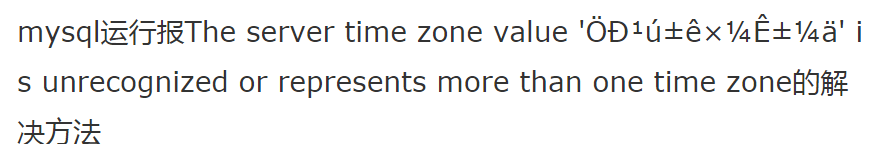 mysql运行报The server time zone value 'ÖÐ¹ú±ê×¼Ê±¼ä' i
s unrecognized or represents more than one time zone的解
决方法